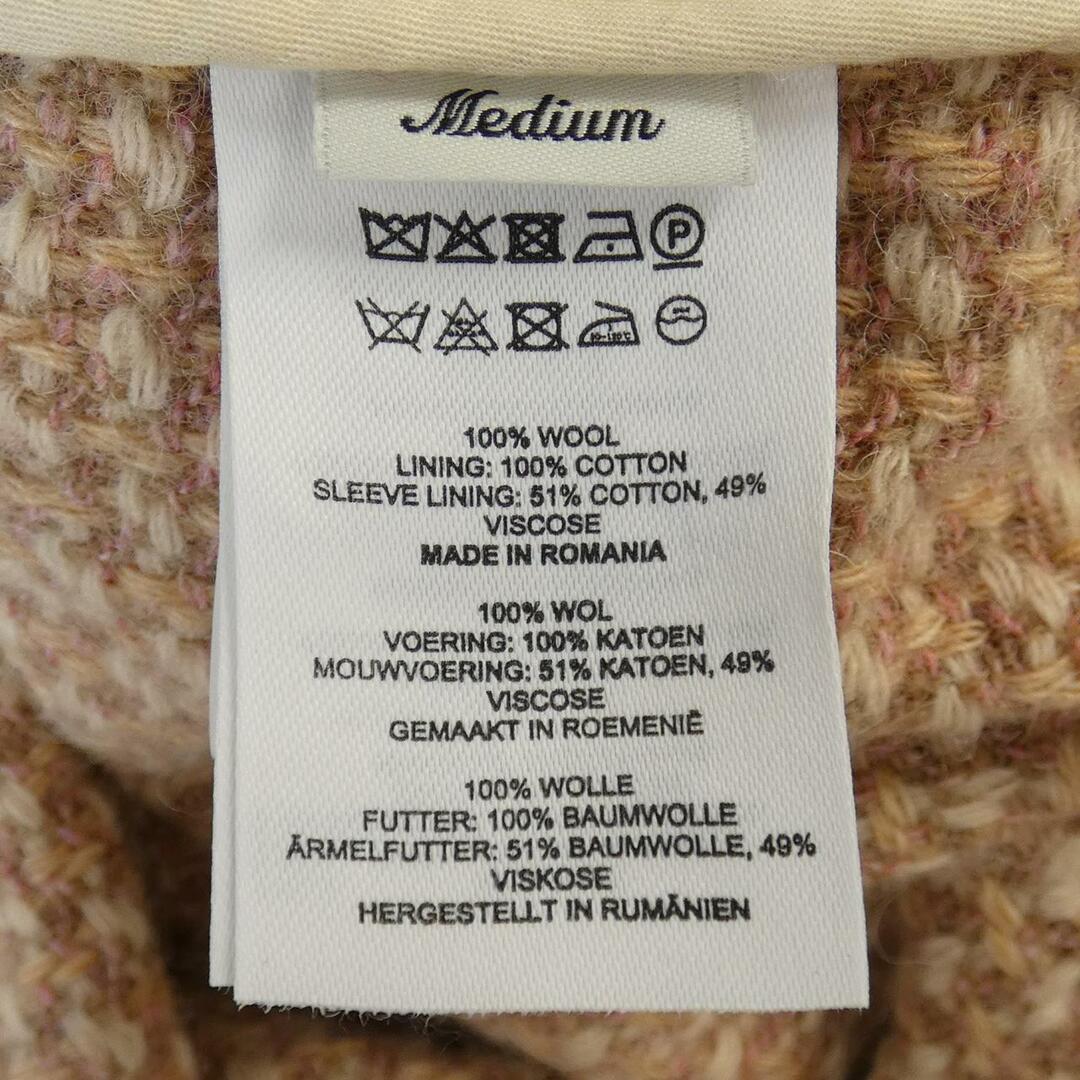 Medium
P
100% WOOL
LINING: 100% COTTON
SLEEVE LINING: 51% COTTON, 49%
VISCOSE
MADE IN ROMANIA
100% WOL
VOERING: 100% KATOEN
MOUWVOERING: 51% KATOEN, 49%
VISCOSE
GEMAAKT IN ROEMENIË
100% WOLLE
FUTTER: 100% BAUMWOLLE
ÄRMELFUTTER: 51% BAUMWOLLE, 49%
VISKOSE
HERGESTELLT IN RUMÄNIEN